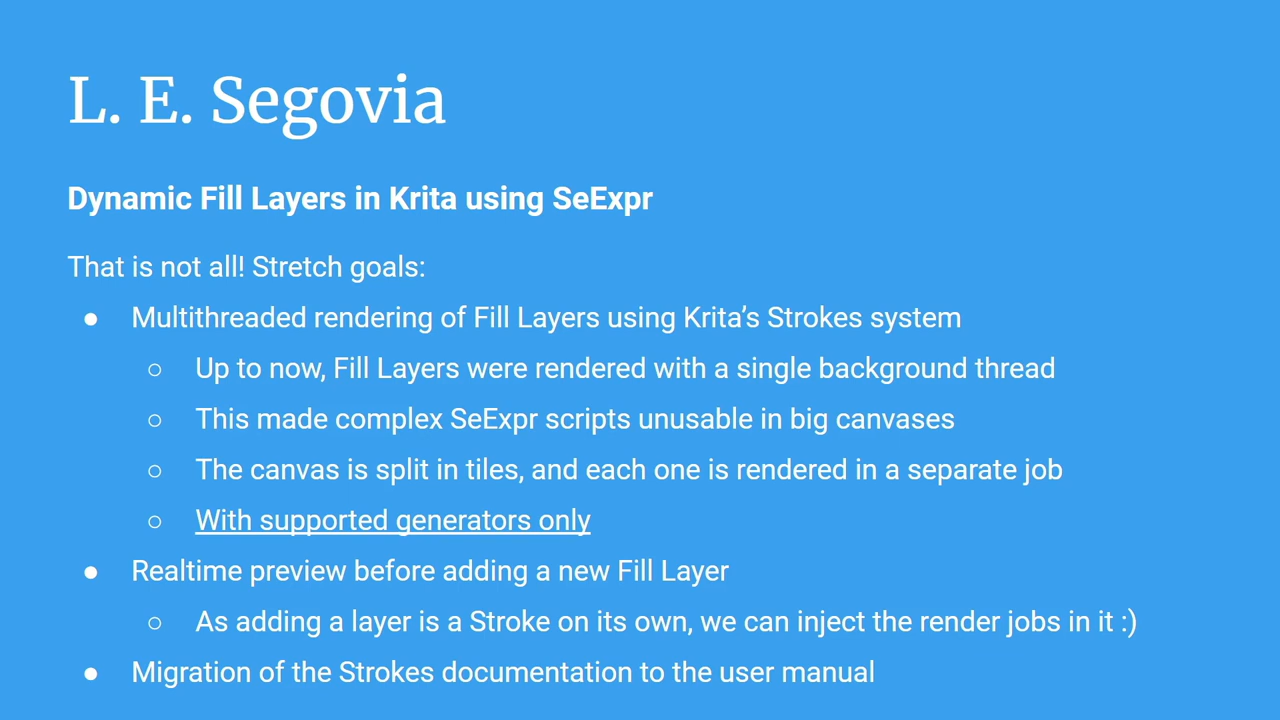 L. E. Segovia
Dynamic Fill Layers in Krita using SeExpr
That is not all! Stretch goals:
● Multithreaded rendering of Fill Layers using Krita’s Strokes system
○ Up to now, Fill Layers were rendered with a single background thread
○ This made complex SeExpr scripts unusable in big canvases
○ The canvas is split in tiles, and each one is rendered in a separate job
○ With supported generators only
● Realtime preview before adding a new Fill Layer
○ As adding a layer is a Stroke on its own, we can inject the render jobs in it :)
● Migration of the Strokes documentation to the user manual